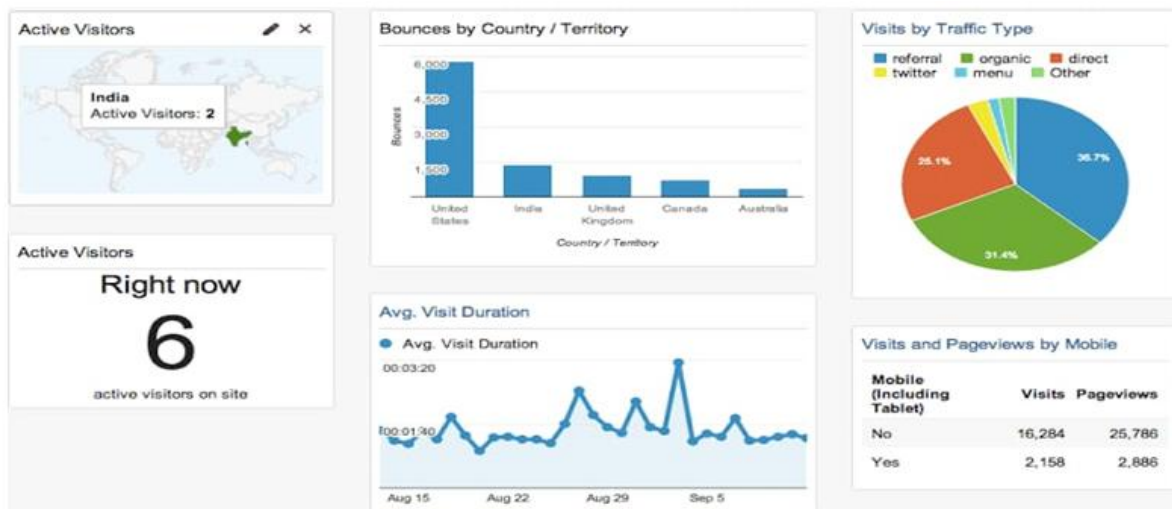 Active Visitors
India
Active Visitors: 2
Active Visitors
Right now
6
active visitors on site
Bounces by Country / Territory
6,000
4,500
3,000
1,500
Bounces
United States
India
United Kingdom
Canada
Australia
Country / Territory
Avg. Visit Duration
Avg. Visit Duration
00:03:20
00:01:40
Aug 15
Aug 22
Aug 29
Sep 5
Visits by Traffic Type
referral organic direct
twitter menu Other
36.7%
25.1%
31.4%
Visits and Pageviews by Mobile
Mobile
(Including
Tablet) Visits Pageviews
No 16,284 25,786
Yes 2,158 2,886